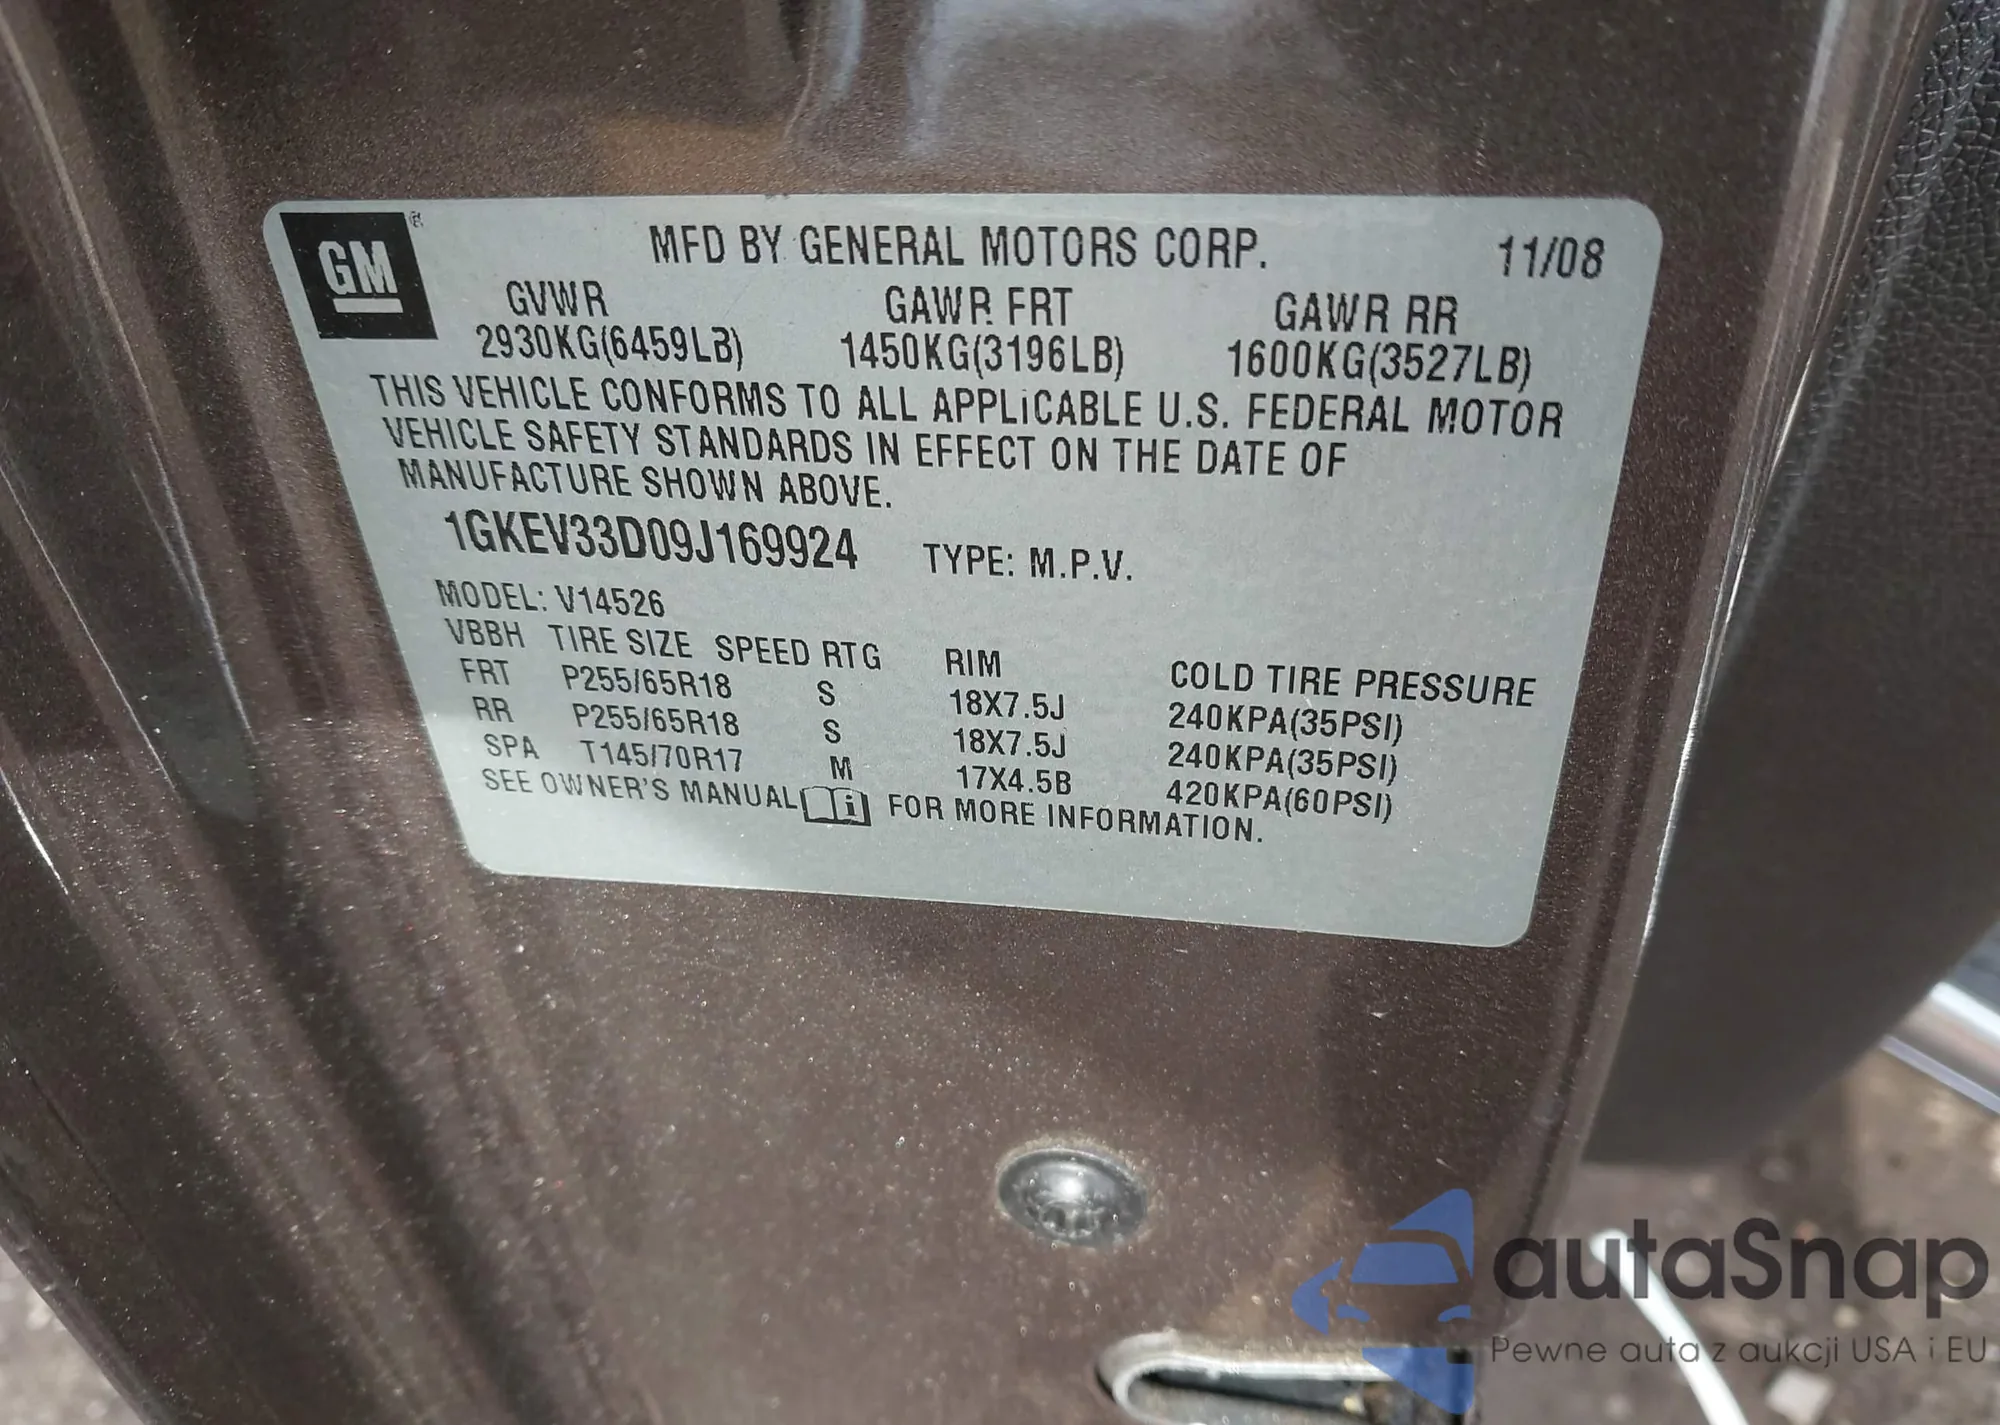 GM®
MFD BY GENERAL MOTORS CORP. 11/08
GVWR GAWR FRT GAWR RR
2930KG(6459LB) 1450KG(3196LB) 1600KG(3527LB)
THIS VEHICLE CONFORMS TO ALL APPLiCABLE U.S. FEDERAL MOTOR
VEHICLE SAFETY STANDARDS IN EFFECT ON THE DATE OF
MANUFACTURE SHOWN ABOVE.
1GKEV33D09J169924 TYPE: M.P.V.
MODEL: V14526
VBBH TIRE SIZE SPEED RTG RIM COLD TIRE PRESSURE
FRT P255/65R18 S 18X7.5J 240KPA(35PSI)
RR P255/65R18 S 18X7.5J 240KPA(35PSI)
SPA T145/70R17 M 17X4.5B 420KPA(60PSI)
SEE OWNER'S MANUAL i FOR MORE INFORMATION.
autaSnap
Pewne auta z aukcji USA i EU